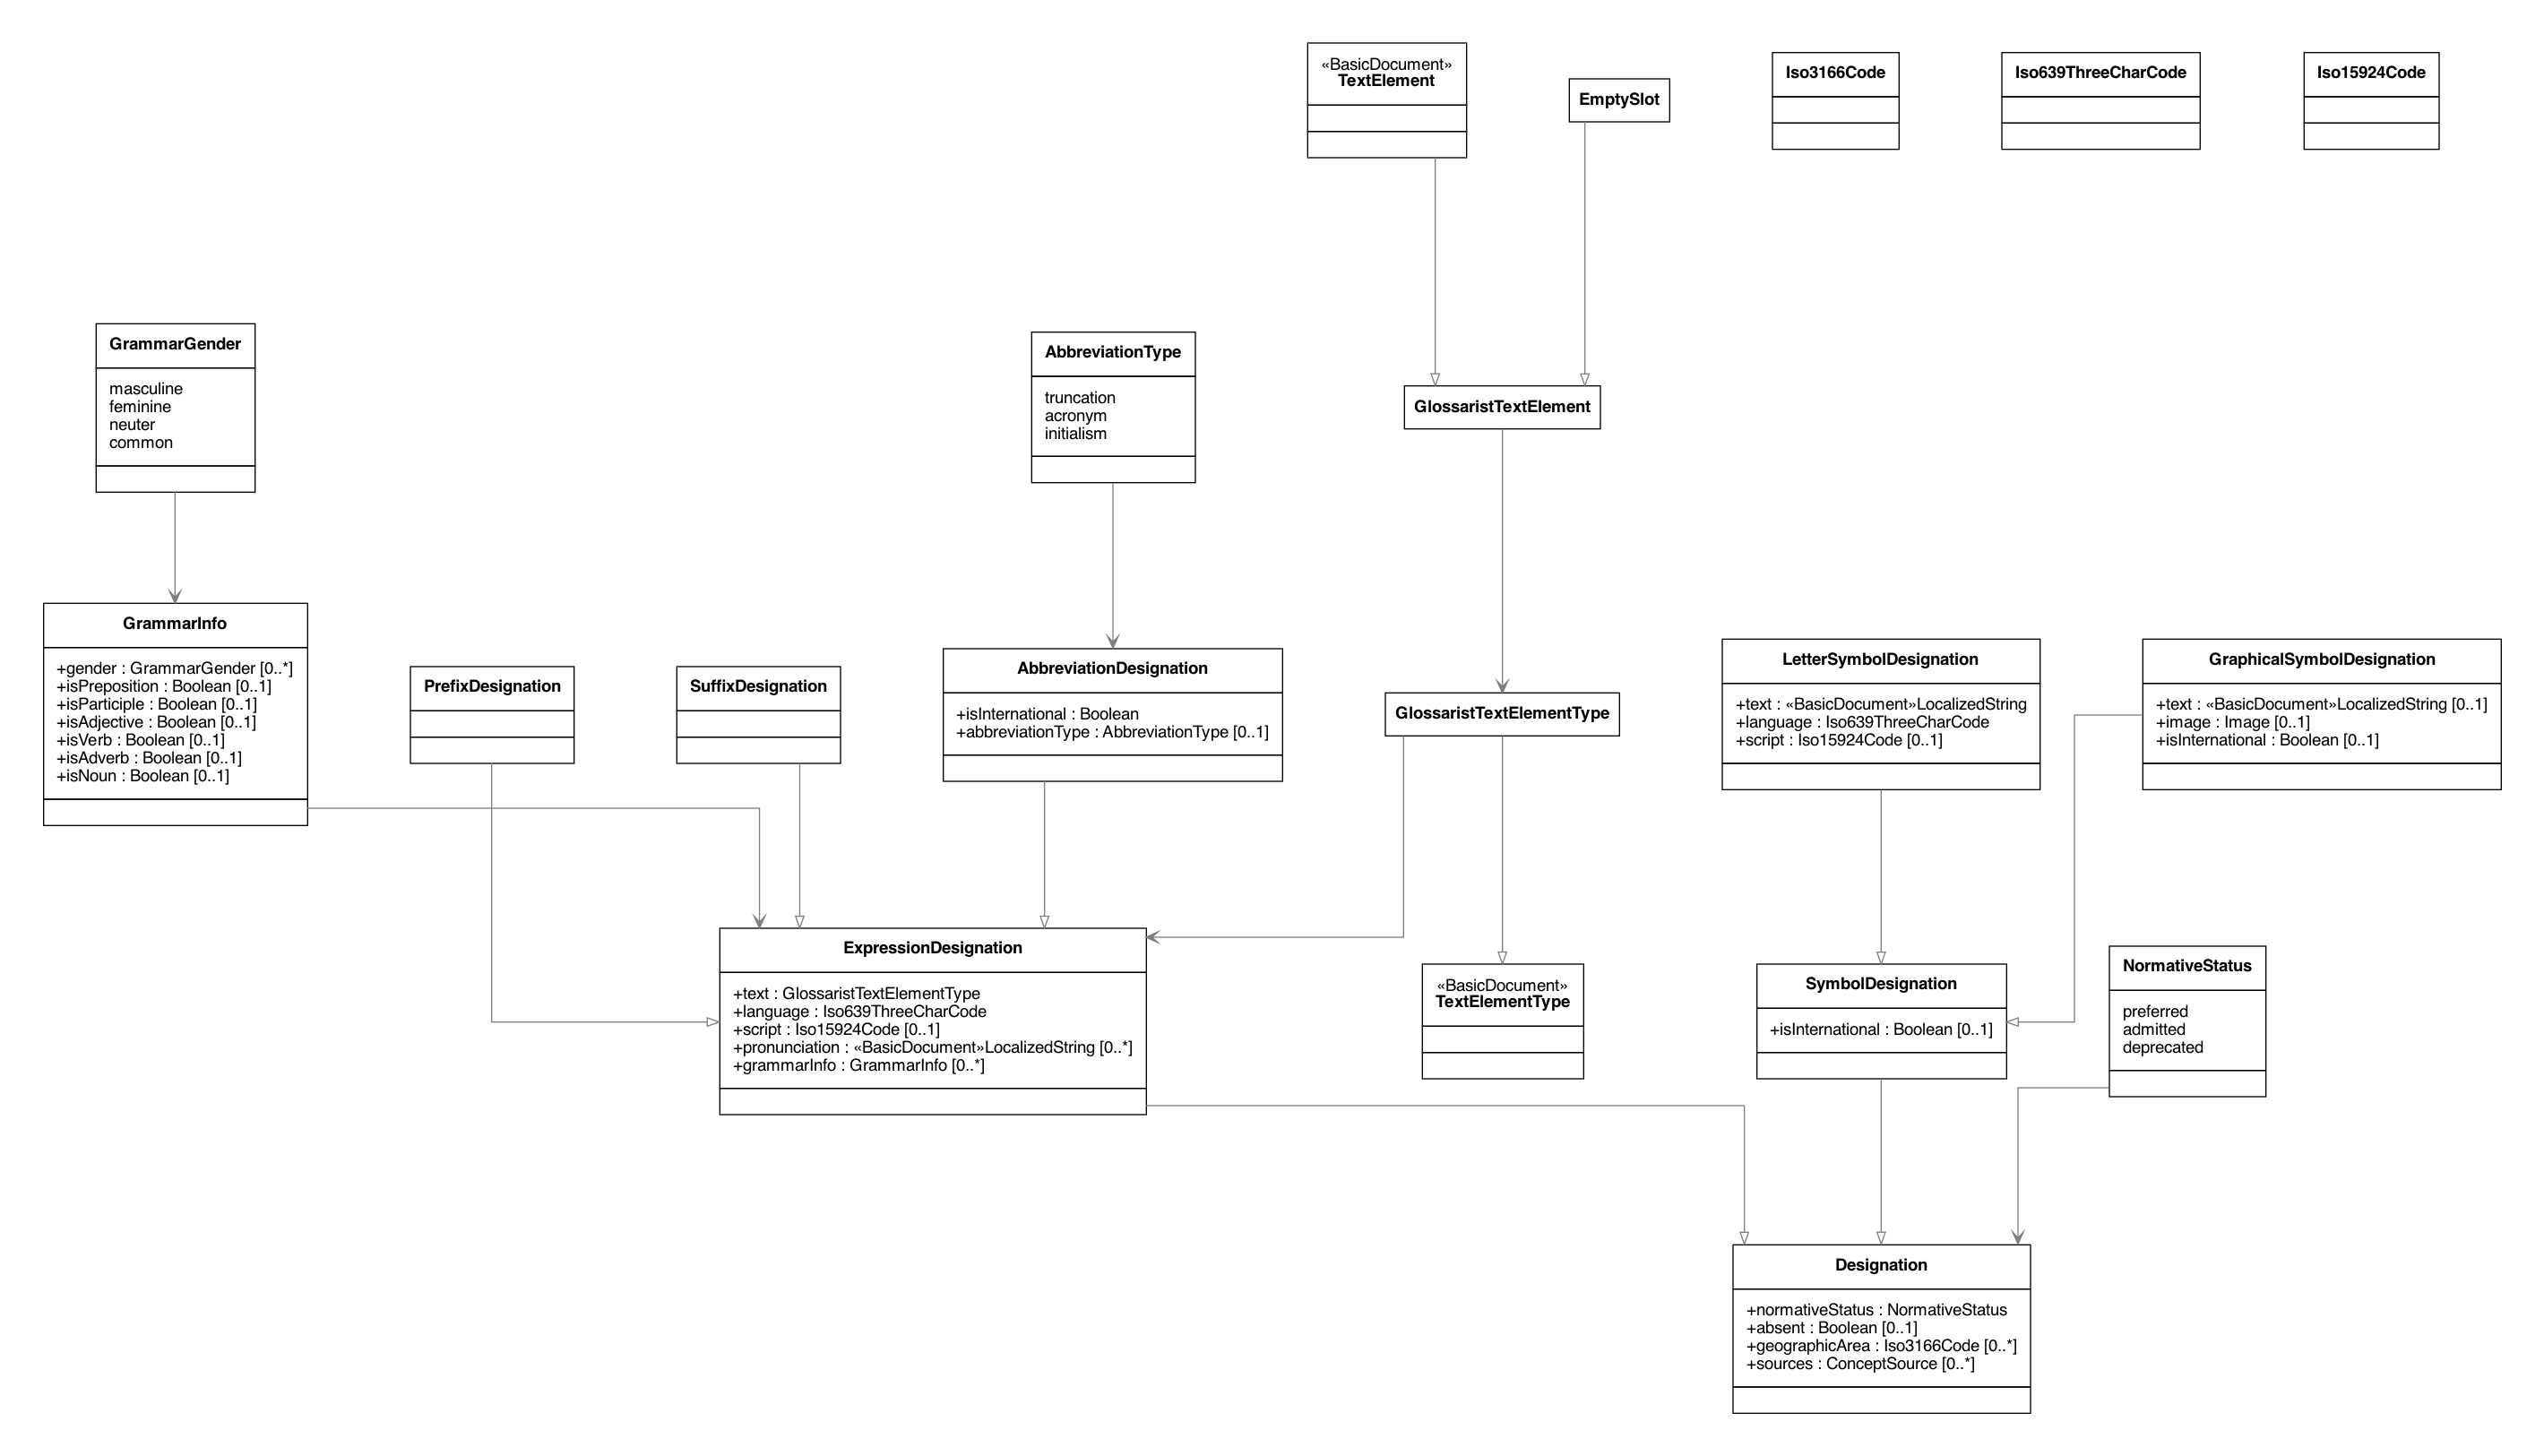 «BasicDocument»
TextElement
EmptySlot
Iso3166Code
Iso639ThreeCharCode
Iso15924Code
GrammarGender
masculine
feminine
neuter
common
AbbreviationType
truncation
acronym
initialism
GlossaristTextElement
GrammarInfo
+gender : GrammarGender [0..*]
+isPreposition : Boolean [0..1]
+isParticiple : Boolean [0..1]
+isAdjective : Boolean [0..1]
+isVerb : Boolean [0..1]
+isAdverb : Boolean [0..1]
+isNoun : Boolean [0..1]
PrefixDesignation
SuffixDesignation
AbbreviationDesignation
+isInternational : Boolean
+abbreviationType : AbbreviationType [0..1]
GlossaristTextElementType
LetterSymbolDesignation
+text : «BasicDocument»LocalizedString
+language : Iso639ThreeCharCode
+script : Iso15924Code [0..1]
GraphicalSymbolDesignation
+text : «BasicDocument»LocalizedString [0..1]
+image : Image [0..1]
+isInternational : Boolean [0..1]
ExpressionDesignation
+text : GlossaristTextElementType
+language : Iso639ThreeCharCode
+script : Iso15924Code [0..1]
+pronunciation : «BasicDocument»LocalizedString [0..*]
+grammarInfo : GrammarInfo [0..*]
«BasicDocument»
TextElementType
SymbolDesignation
+isInternational : Boolean [0..1]
NormativeStatus
preferred
admitted
deprecated
Designation
+normativeStatus : NormativeStatus
+absent : Boolean [0..1]
+geographicArea : Iso3166Code [0..*]
+sources : ConceptSource [0..*]